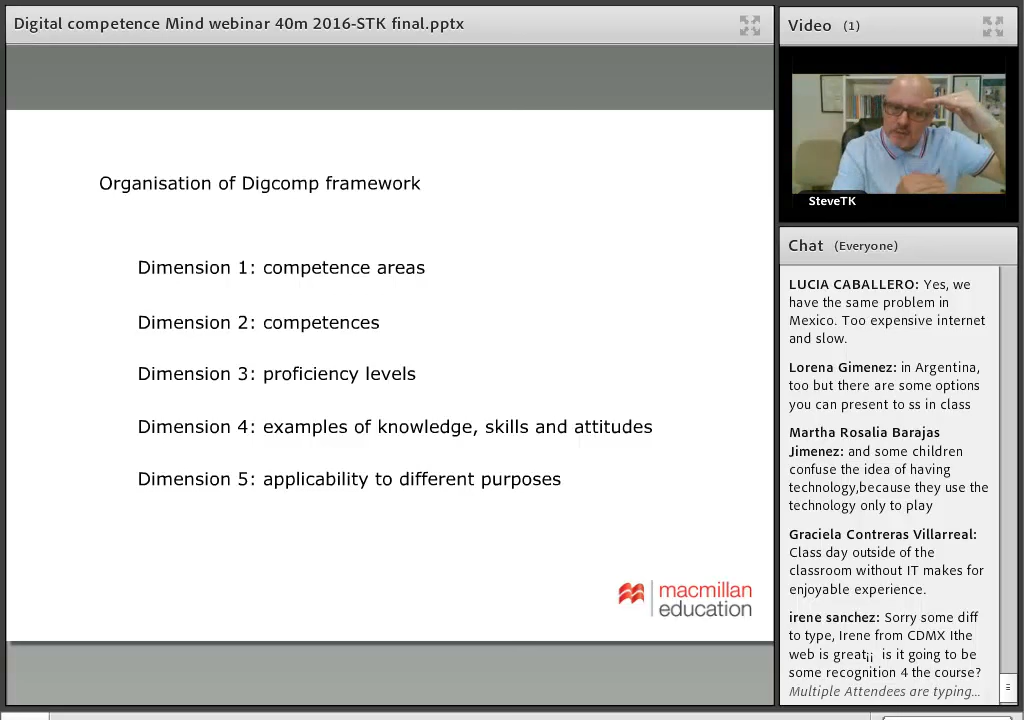 Digital competence Mind webinar 40m 2016-STK final.pptx
Organisation of Digcomp framework
Dimension 1: competence areas
Dimension 2: competences
Dimension 3: proficiency levels
Dimension 4: examples of knowledge, skills and attitudes
Dimension 5: applicability to different purposes
macmillan
education
Video (1)
SteveTK
Chat (Everyone)
LUCIA CABALLERO: Yes, we
have the same problem in
Mexico. Too expensive internet
and slow.
Lorena Gimenez: in Argentina,
too but there are some options
you can present to ss in class
Martha Rosalia Barajas
Jimenez: and some children
confuse the idea of having
technology,because they use the
technology only to play
Graciela Contreras Villarreal:
Class day outside of the
classroom without IT makes for
enjoyable experience.
irene sanchez: Sorry some diff
to type, Irene from CDMX Ithe
web is great¡¡ is it going to be
some recognition 4 the course?
Multiple Attendees are typing...